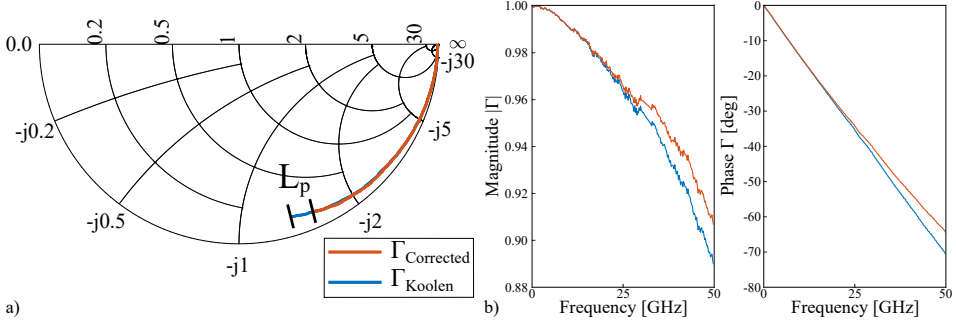 0.0
0.2
0.5
1
2
5
30
∞
-j30
-j5
-j2
-j1
-j0.5
-j0.2
Lp
ΓCorrected
ΓKoolen
a)
Magnitude |Γ|
1.00
0.98
0.96
0.94
0.92
0.90
0.88
0
25
50
Frequency [GHz]
b)
Phase Γ [deg]
0
-10
-20
-30
-40
-50
-60
-70
-80
0
25
50
Frequency [GHz]